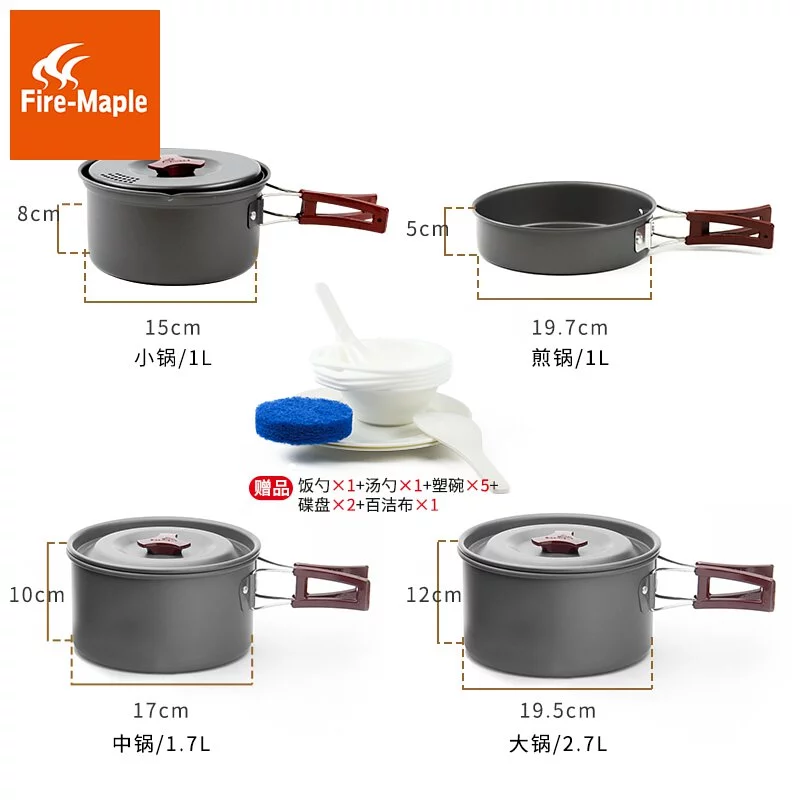 Fire-Maple
8cm
15cm
小锅/1L
5cm
19.7cm
煎锅/1L
赠品 饭勺×1+汤勺×1+塑碗×5+
碟盘×2+百洁布×1
10cm
17cm
中锅/1.7L
12cm
19.5cm
大锅/2.7L